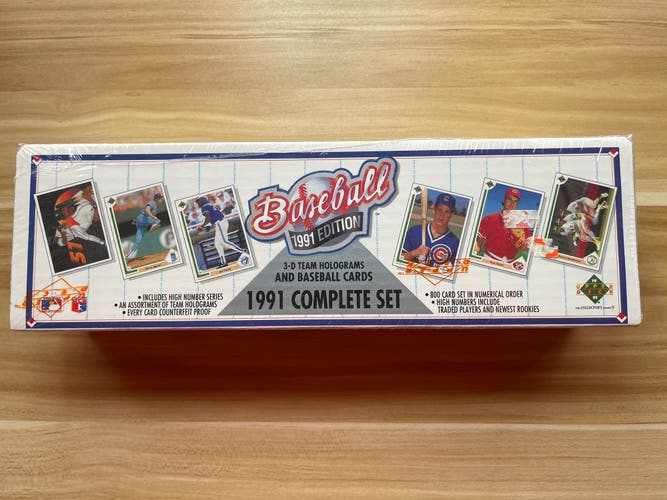 Baseball
1991 EDITION
3-D TEAM HOLOGRAMS
AND BASEBALL CARDS
1991 COMPLETE SET
• INCLUDES HIGH NUMBER SERIES
• AN ASSORTMENT OF TEAM HOLOGRAMS
• EVERY CARD COUNTERFEIT PROOF
• 800 CARD SET IN NUMERICAL ORDER
• HIGH NUMBERS INCLUDE
TRADED PLAYERS AND NEWEST ROOKIES